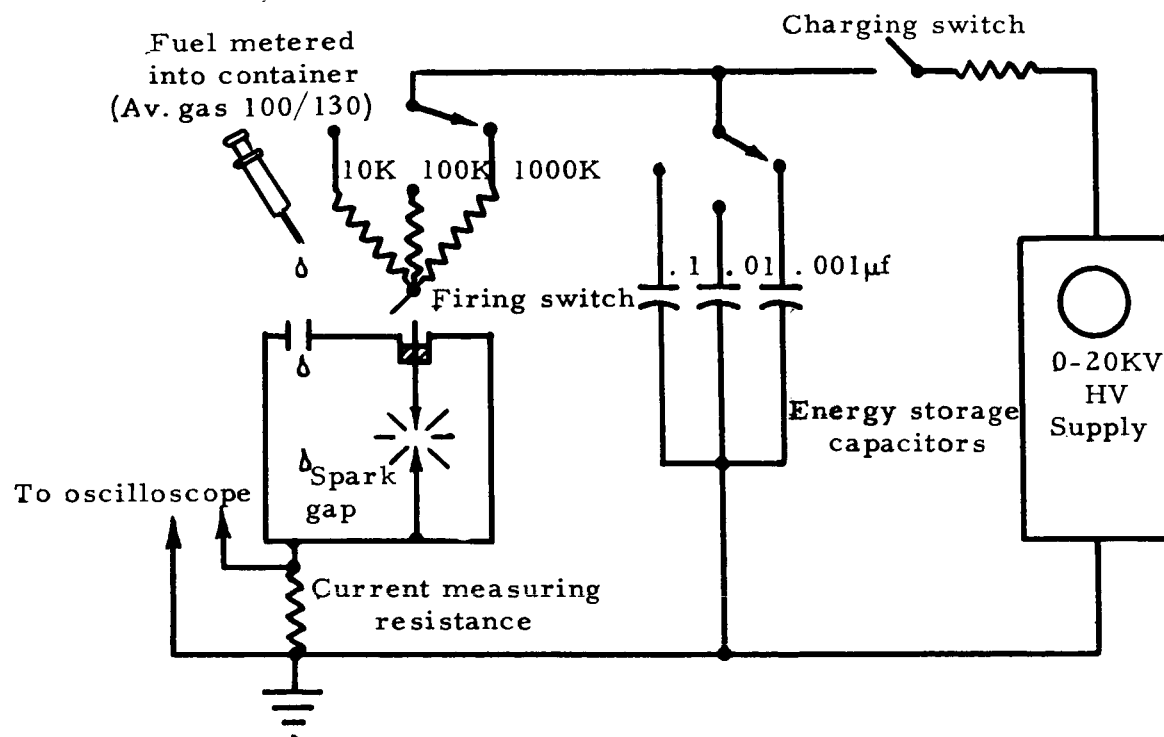 Charging switch
Fuel metered
into container
(Av. gas 100/130)
10K 100K 1000K
Firing switch
.1 .01 .001μf
0-20KV
HV
Supply
Energy storage
capacitors
Spark
gap
To oscilloscope
Current measuring
resistance